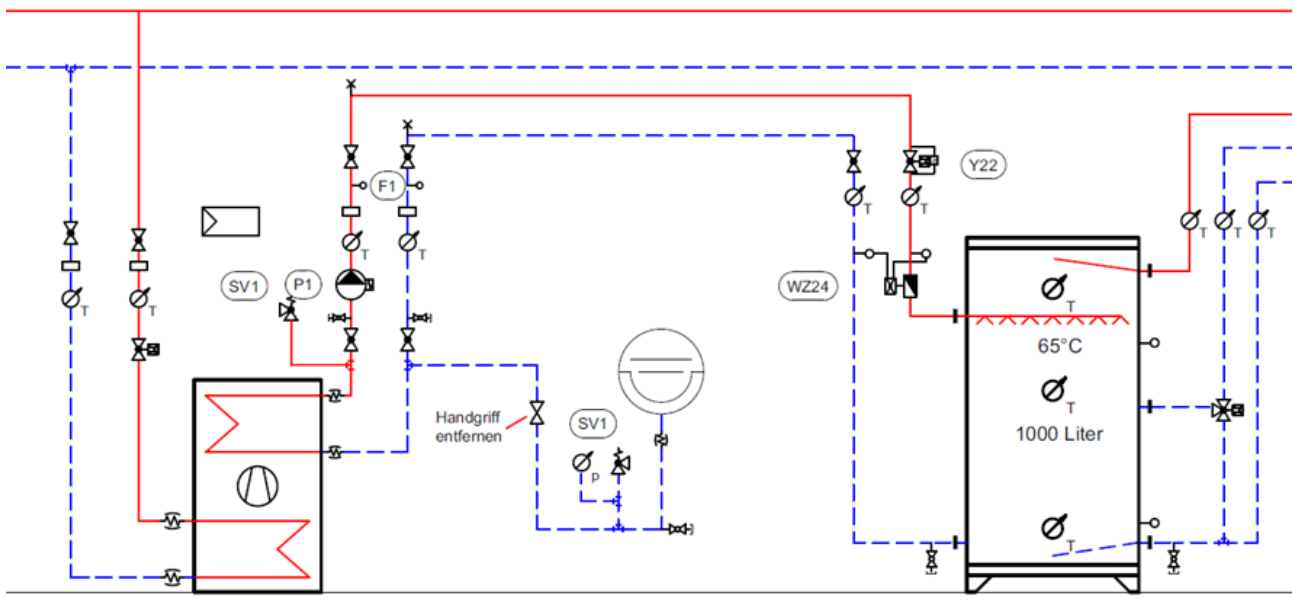 F1
Y22
T
T
T
T
T
T
T
T
T
SV1
P1
WZ24
T
T
T
65°C
T
1000 Liter
Handgriff
entfernen
SV1
p
T